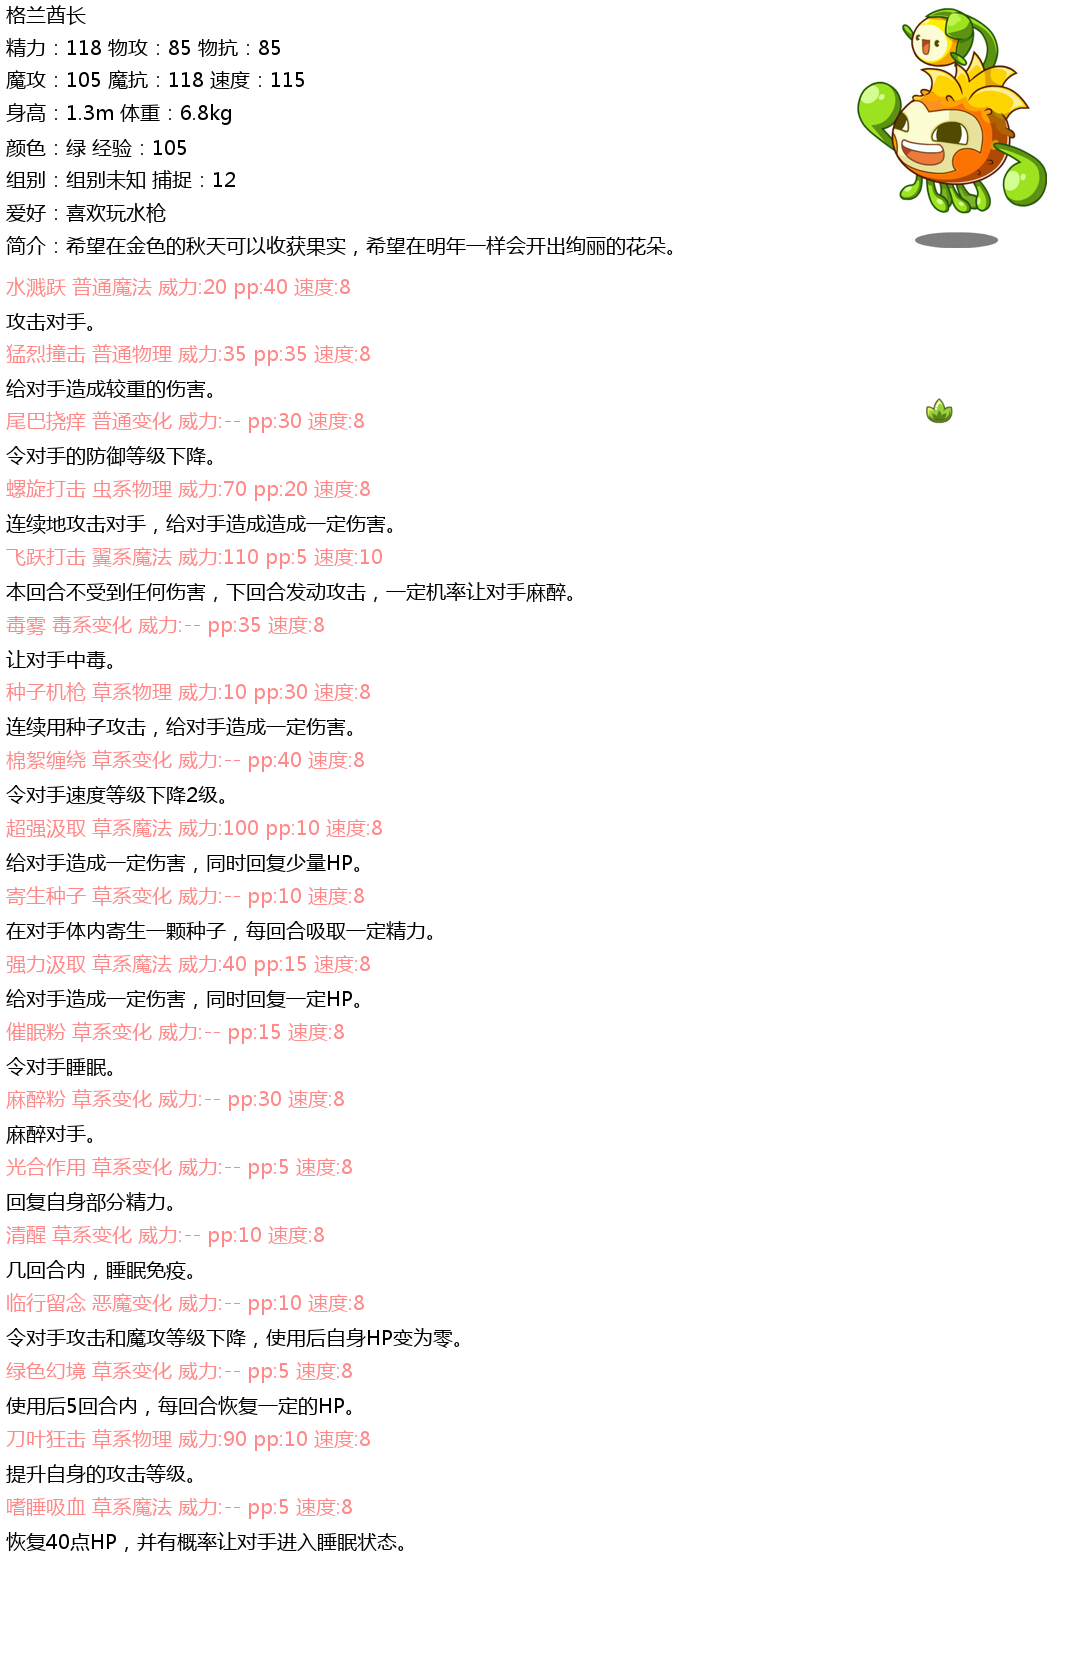 格兰酋长
精力：118 物攻：85 物抗：85
魔攻：105 魔抗：118 速度：115
身高：1.3m 体重：6.8kg
颜色：绿 经验：105
组别：组别未知 捕捉：12
爱好：喜欢玩水枪
简介：希望在金色的秋天可以收获果实，希望在明年一样会开出绚丽的花朵。
水溅跃 普通魔法 威力:20 pp:40 速度:8
攻击对手。
猛烈撞击 普通物理 威力:35 pp:35 速度:8
给对手造成较重的伤害。
尾巴挠痒 普通变化 威力:-- pp:30 速度:8
令对手的防御等级下降。
螺旋打击 虫系物理 威力:70 pp:20 速度:8
连续地攻击对手，给对手造成造成一定伤害。
飞跃打击 翼系魔法 威力:110 pp:5 速度:10
本回合不受到任何伤害，下回合发动攻击，一定机率让对手麻醉。
毒雾 毒系变化 威力:-- pp:35 速度:8
让对手中毒。
种子机枪 草系物理 威力:10 pp:30 速度:8
连续用种子攻击，给对手造成一定伤害。
棉絮缠绕 草系变化 威力:-- pp:40 速度:8
令对手速度等级下降2级。
超强汲取 草系魔法 威力:100 pp:10 速度:8
给对手造成一定伤害，同时回复少量HP。
寄生种子 草系变化 威力:-- pp:10 速度:8
在对手体内寄生一颗种子，每回合吸取一定精力。
强力汲取 草系魔法 威力:40 pp:15 速度:8
给对手造成一定伤害，同时回复一定HP。
催眠粉 草系变化 威力:-- pp:15 速度:8
令对手睡眠。
麻醉粉 草系变化 威力:-- pp:30 速度:8
麻醉对手。
光合作用 草系变化 威力:-- pp:5 速度:8
回复自身部分精力。
清醒 草系变化 威力:-- pp:10 速度:8
几回合内，睡眠免疫。
临行留念 恶魔变化 威力:-- pp:10 速度:8
令对手攻击和魔攻等级下降，使用后自身HP变为零。
绿色幻境 草系变化 威力:-- pp:5 速度:8
使用后5回合内，每回合恢复一定的HP。
刀叶狂击 草系物理 威力:90 pp:10 速度:8
提升自身的攻击等级。
嗜睡吸血 草系魔法 威力:-- pp:5 速度:8
恢复40点HP，并有概率让对手进入睡眠状态。